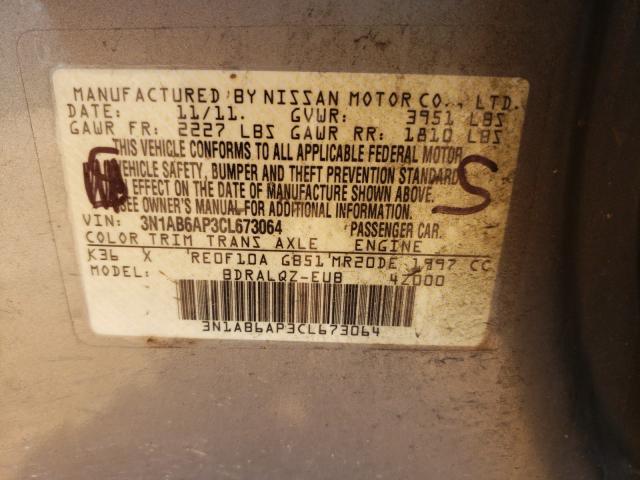 MANUFACTURED BY NISSAN MOTOR CO., LTD.
DATE: 11/11. GVWR: 3951 LBS
GAWR FR: 2227 LBS GAWR RR: 1810 LBS
THIS VEHICLE CONFORMS TO ALL APPLICABLE FEDERAL MOTOR
VEHICLE SAFETY, BUMPER AND THEFT PREVENTION STANDARDS
EFFECT ON THE DATE OF MANUFACTURE SHOWN ABOVE.
SEE OWNER'S MANUAL FOR ADDITIONAL INFORMATION.
S
VIN: 3N1AB6AP3CL673064 PASSENGER CAR.
COLOR TRIM TRANS AXLE ENGINE
K36 X RE0F10A GB51 MR20DE 1997 CC
MODEL: BDRALQZ-EUB 4Z000
3N1AB6AP3CL673064